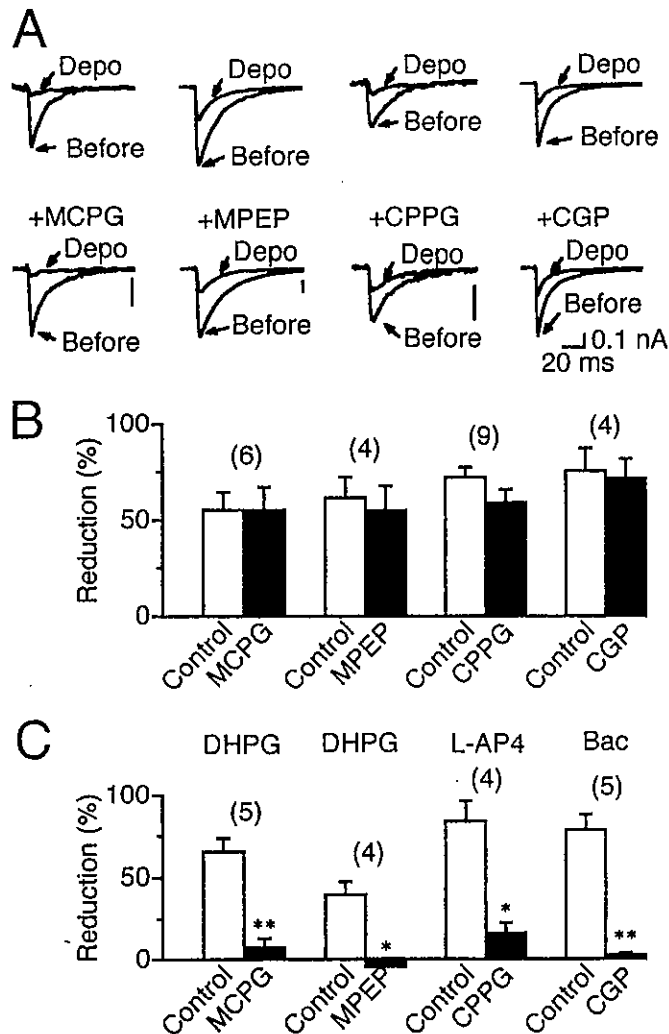 A
Depo Depo Depo Depo
Before Before Before Before
+MCPG +MPEP +CPPG +CGP
Depo Depo Depo Depo
Before Before Before Before
0.1 nA
20 ms
B
Reduction (%)
100
50
0
(6) (4) (9) (4)
Control MCPG Control MPEP Control CPPG Control CGP
C
DHPG DHPG L-AP4 Bac
Reduction (%)
100
50
0
(5) (4) (4) (5)
** * * **
Control MCPG Control MPEP Control CPPG Control CGP